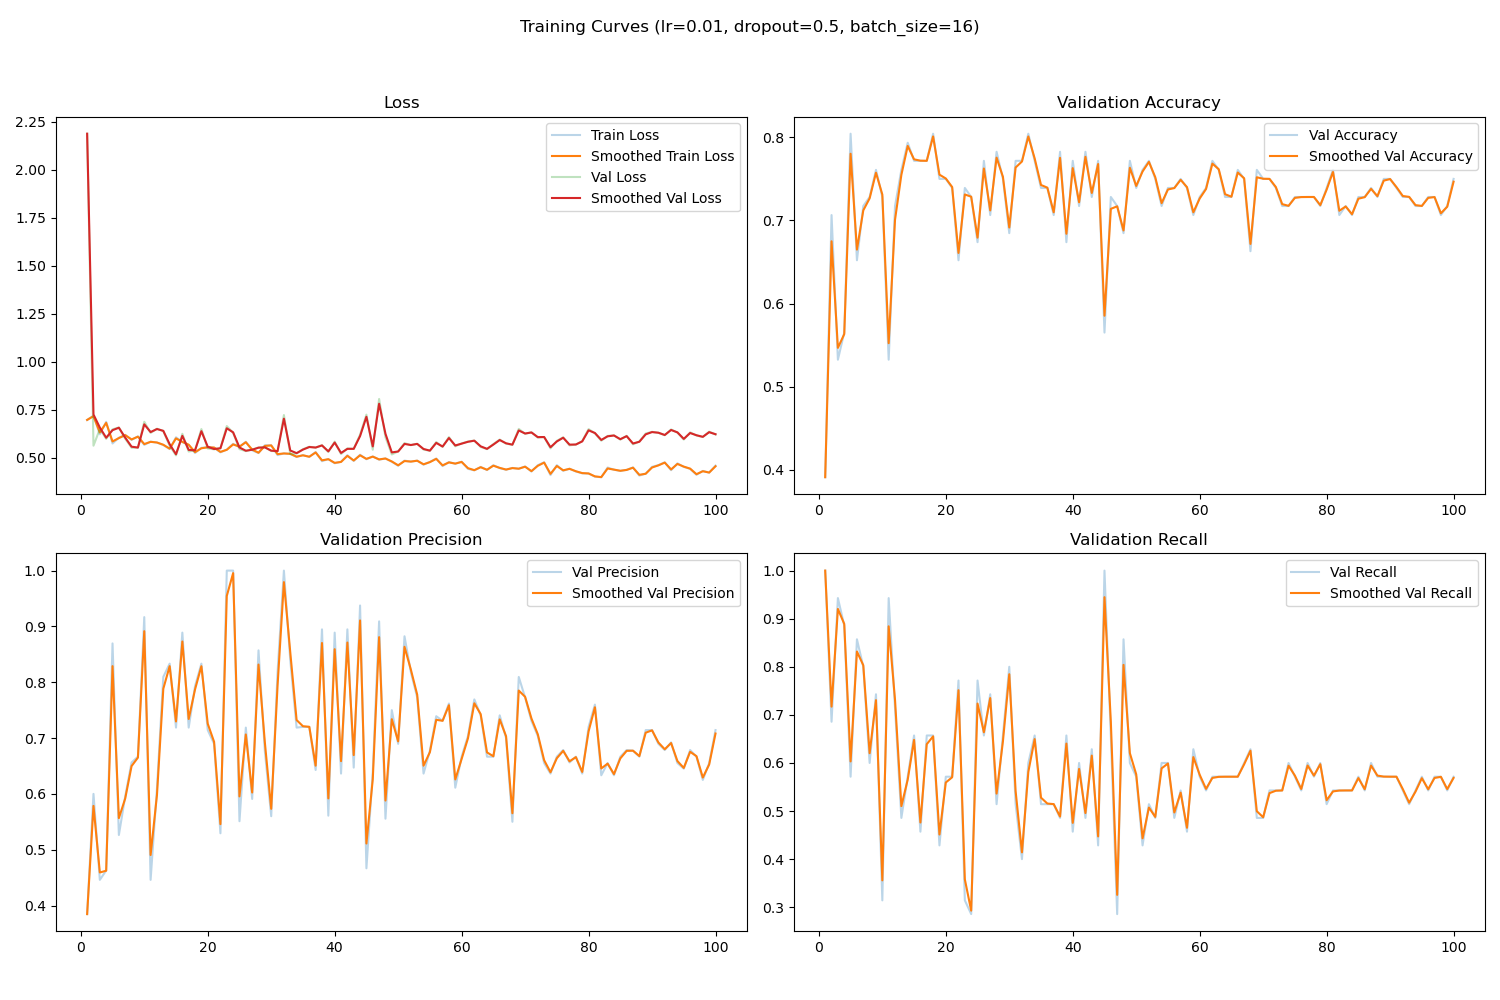 Training Curves (lr=0.01, dropout=0.5, batch_size=16)
Loss
2.25
2.00
1.75
1.50
1.25
1.00
0.75
0.50
0 20 40 60 80 100
Train Loss
Smoothed Train Loss
Val Loss
Smoothed Val Loss
Validation Accuracy
0.8
0.7
0.6
0.5
0.4
0 20 40 60 80 100
Val Accuracy
Smoothed Val Accuracy
Validation Precision
1.0
0.9
0.8
0.7
0.6
0.5
0.4
0 20 40 60 80 100
Val Precision
Smoothed Val Precision
Validation Recall
1.0
0.9
0.8
0.7
0.6
0.5
0.4
0.3
0 20 40 60 80 100
Val Recall
Smoothed Val Recall